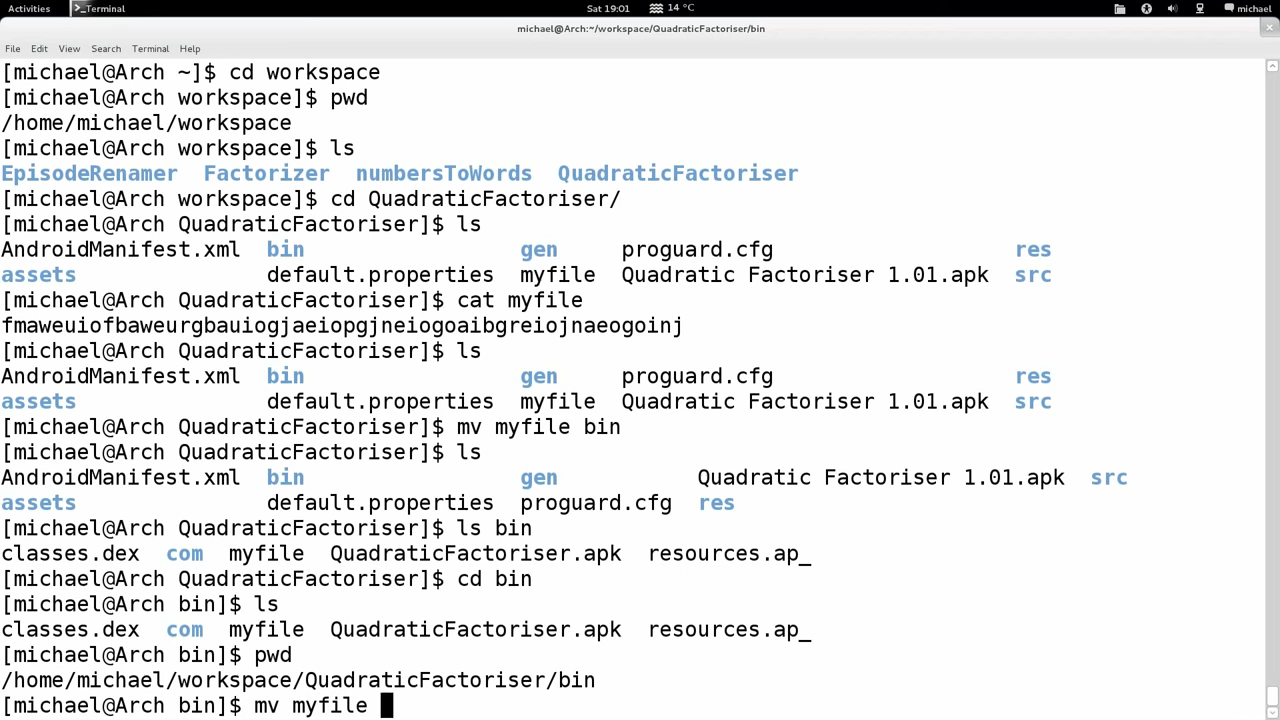 Activities Terminal Sat 19:01 14 °C michael
michael@Arch:~/workspace/QuadraticFactoriser/bin
File Edit View Search Terminal Help
[michael@Arch ~]$ cd workspace
[michael@Arch workspace]$ pwd
/home/michael/workspace
[michael@Arch workspace]$ ls
EpisodeRenamer Factorizer numbersToWords QuadraticFactoriser
[michael@Arch workspace]$ cd QuadraticFactoriser/
[michael@Arch QuadraticFactoriser]$ ls
AndroidManifest.xml bin gen proguard.cfg res
assets default.properties myfile Quadratic Factoriser 1.01.apk src
[michael@Arch QuadraticFactoriser]$ cat myfile
fmaweuiofbaweurgbauiogjaeiopgjneiogoaibgreiojnaeogoinj
[michael@Arch QuadraticFactoriser]$ ls
AndroidManifest.xml bin gen proguard.cfg res
assets default.properties myfile Quadratic Factoriser 1.01.apk src
[michael@Arch QuadraticFactoriser]$ mv myfile bin
[michael@Arch QuadraticFactoriser]$ ls
AndroidManifest.xml bin gen Quadratic Factoriser 1.01.apk src
assets default.properties proguard.cfg res
[michael@Arch QuadraticFactoriser]$ ls bin
classes.dex com myfile QuadraticFactoriser.apk resources.ap_
[michael@Arch QuadraticFactoriser]$ cd bin
[michael@Arch bin]$ ls
classes.dex com myfile QuadraticFactoriser.apk resources.ap_
[michael@Arch bin]$ pwd
/home/michael/workspace/QuadraticFactoriser/bin
[michael@Arch bin]$ mv myfile